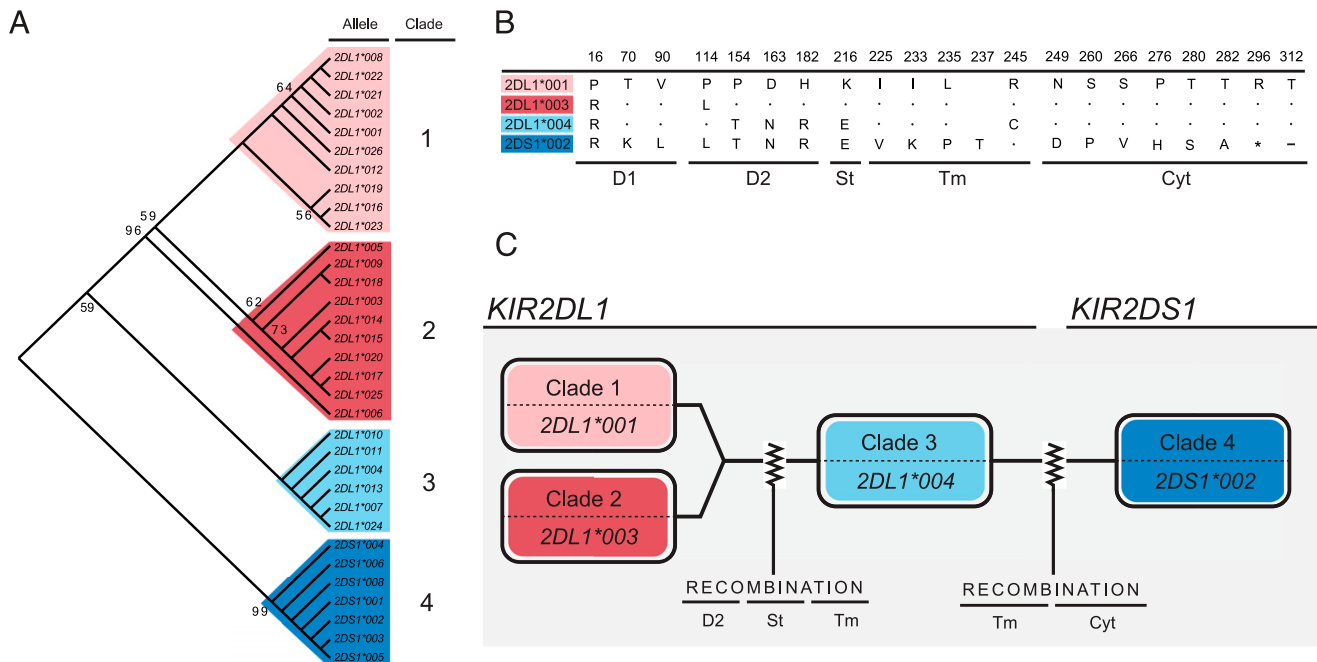 A
Allele Clade
2DL1*008
2DL1*022
2DL1*021
2DL1*002
2DL1*001
2DL1*026
2DL1*012
2DL1*019
2DL1*016
2DL1*023
1
64
56
59
96
2DL1*005
2DL1*009
2DL1*018
2DL1*003
2DL1*014
2DL1*015
2DL1*020
2DL1*017
2DL1*025
2DL1*006
2
62
73
59
2DL1*010
2DL1*011
2DL1*004
2DL1*013
2DL1*007
2DL1*024
3
2DS1*004
2DS1*006
2DS1*008
2DS1*001
2DS1*002
2DS1*003
2DS1*005
4
99
B
16 70 90 114 154 163 182 216 225 233 235 237 245 249 260 266 276 280 282 296 312
2DL1*001 P T V P P D H K I I L R N S S P T T R T
2DL1*003 R · · L · · · · · · · · · · · · · · · ·
2DL1*004 R · · · T N R E · · · C · · · · · · · ·
2DS1*002 R K L L T N R E V K P T · D P V H S A * –
D1 D2 St Tm Cyt
C
KIR2DL1 KIR2DS1
Clade 1
2DL1*001
Clade 2
2DL1*003
Clade 3
2DL1*004
Clade 4
2DS1*002
RECOMBINATION
D2 St Tm
RECOMBINATION
Tm Cyt